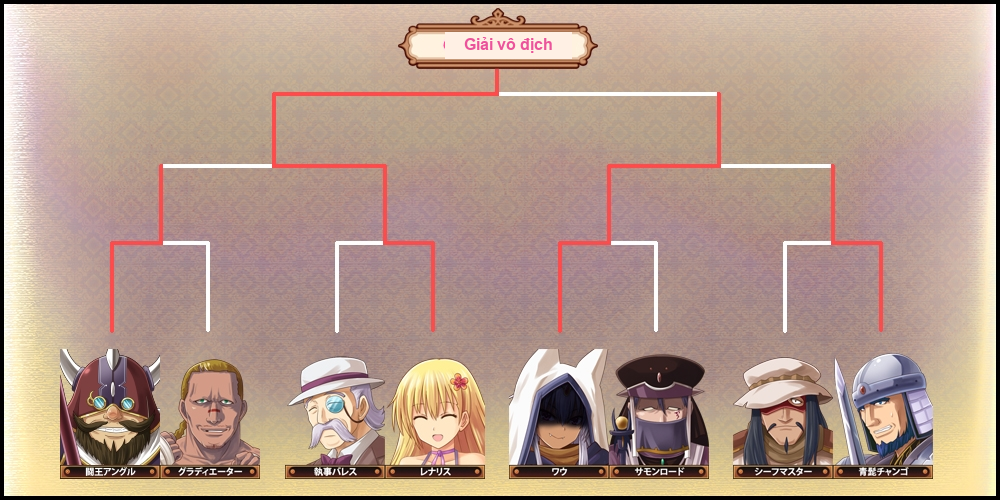 Giải vô địch
闘王アングル
グラディエーター
執事バレス
レナリス
ワウ
サモンロード
シーフマスター
青髭チャンゴ